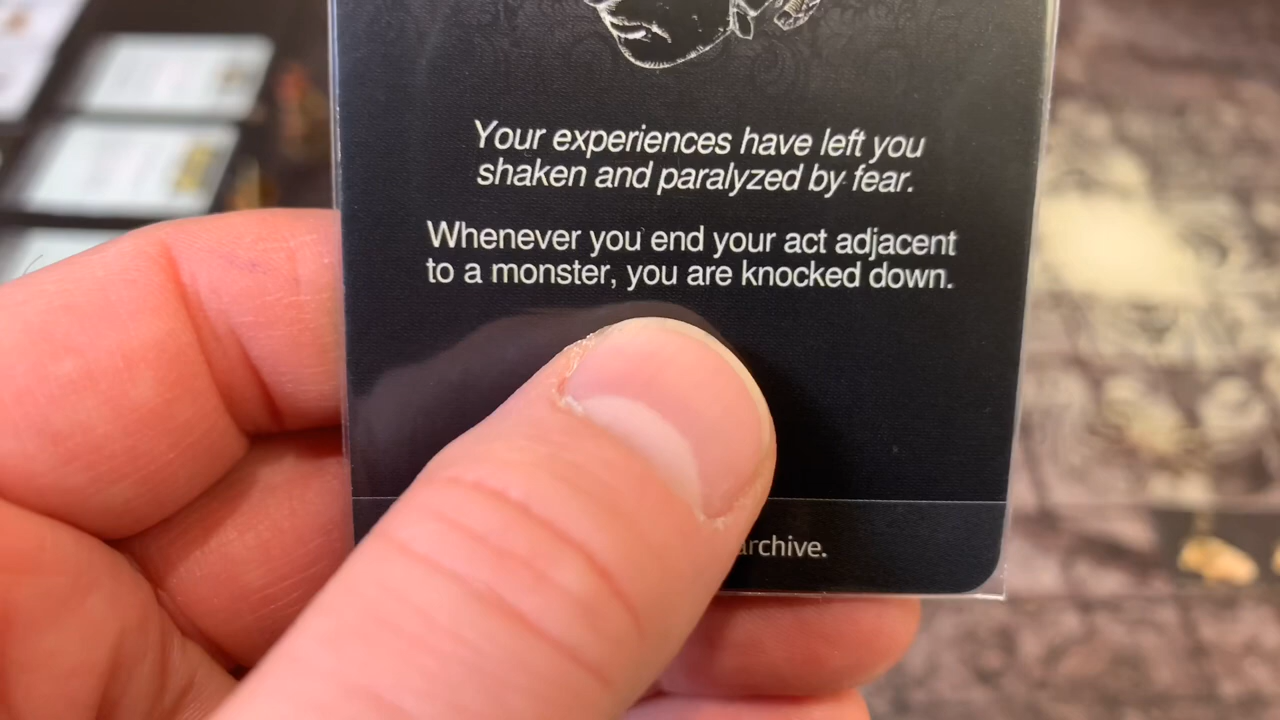 Your experiences have left you
shaken and paralyzed by fear.
Whenever you end your act adjacent
to a monster, you are knocked down.
archive.